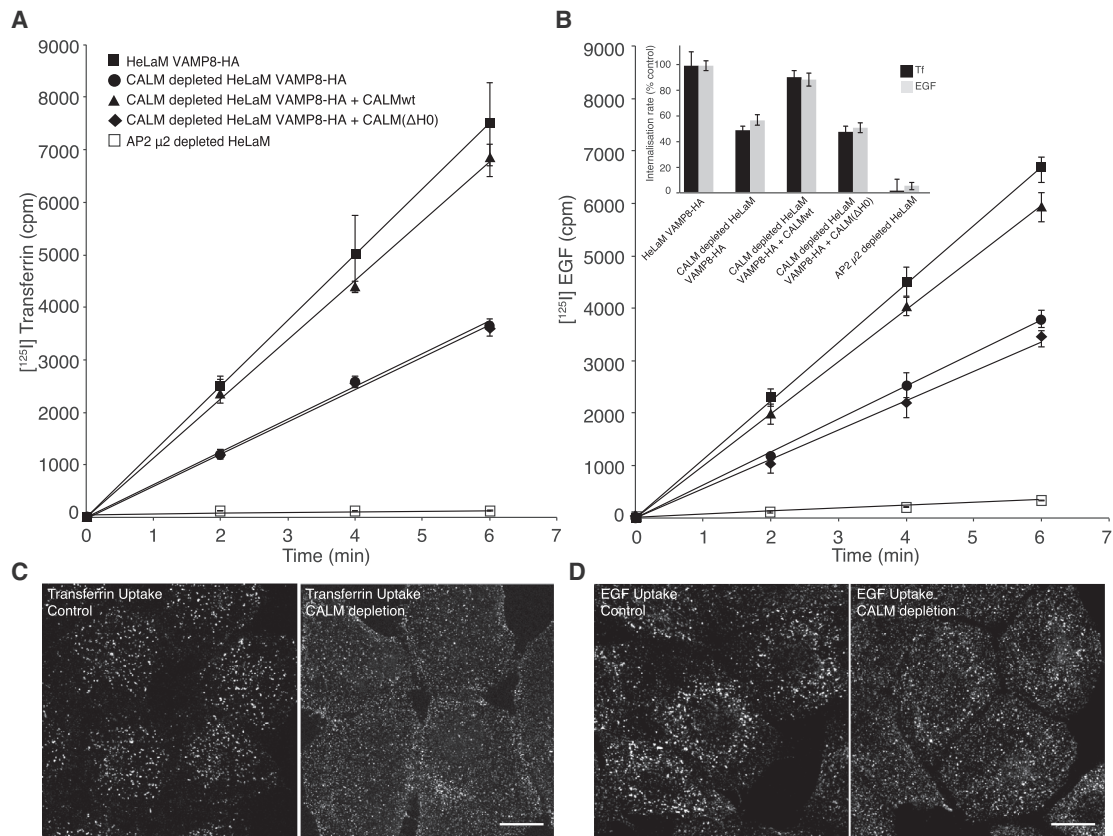 A
9000
8000
7000
6000
5000
4000
3000
2000
1000
0
[125I] Transferrin (cpm)
HeLaM VAMP8-HA
CALM depleted HeLaM VAMP8-HA
CALM depleted HeLaM VAMP8-HA + CALMwt
CALM depleted HeLaM VAMP8-HA + CALM(ΔH0)
AP2 μ2 depleted HeLaM
0 1 2 3 4 5 6 7
Time (min)
B
9000
8000
7000
6000
5000
4000
3000
2000
1000
0
[125I] EGF (cpm)
Internalisation rate (% control)
100
80
60
40
20
0
Tf
EGF
HeLaM VAMP8-HA
CALM depleted HeLaM
VAMP8-HA
CALM depleted HeLaM
VAMP8-HA + CALMwt
CALM depleted HeLaM
VAMP8-HA + CALM(ΔH0)
AP2 μ2 depleted HeLaM
0 1 2 3 4 5 6 7
Time (min)
C
Transferrin Uptake
Control
Transferrin Uptake
CALM depletion
D
EGF Uptake
Control
EGF Uptake
CALM depletion